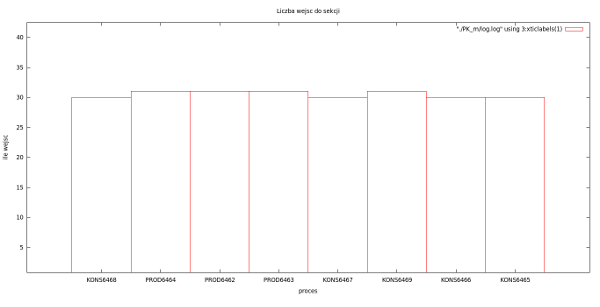 Liczba wejsc do sekcji
"./PK_m/log.log" using 3:xticlabels(1)
40
35
30
25
20
15
10
5
ile wejsc
KONS6468 PROD6464 PROD6462 PROD6463 KONS6467 KONS6469 KONS6466 KONS6465
proces